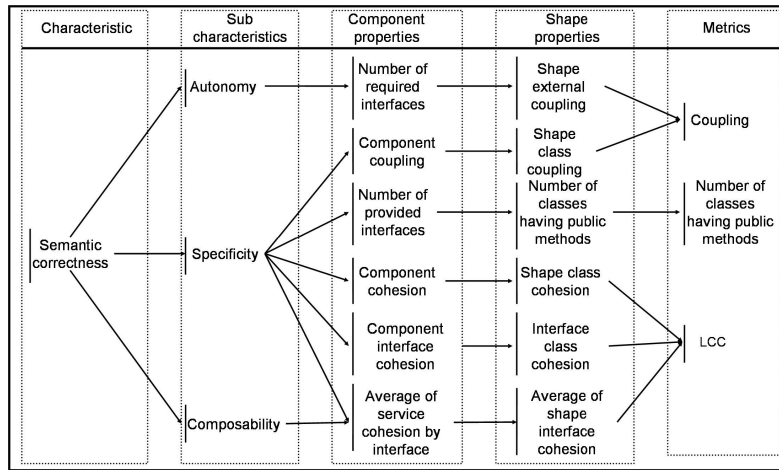 Characteristic
Sub
characteristics
Component
properties
Shape
properties
Metrics
Semantic
correctness
Autonomy
Specificity
Composability
Number of
required
interfaces
Component
coupling
Number of
provided
interfaces
Component
cohesion
Component
interface
cohesion
Average of
service
cohesion by
interface
Shape
external
coupling
Shape
class
coupling
Number of
classes
having public
methods
Shape class
cohesion
Interface
class
cohesion
Average of
shape
interface
cohesion
Coupling
Number of
classes
having public
methods
LCC